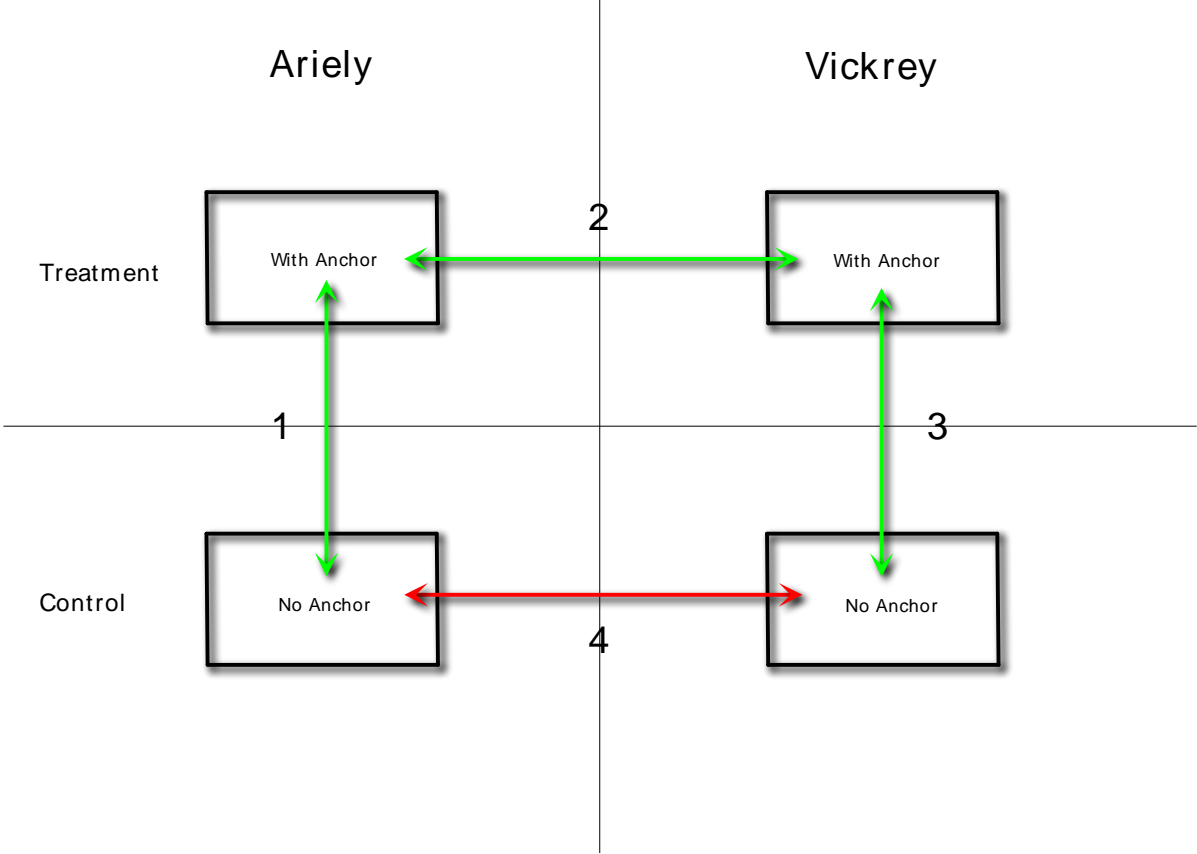 Ariely
Vickrey
2
Treatment
With Anchor
With Anchor
1
3
Control
No Anchor
No Anchor
4